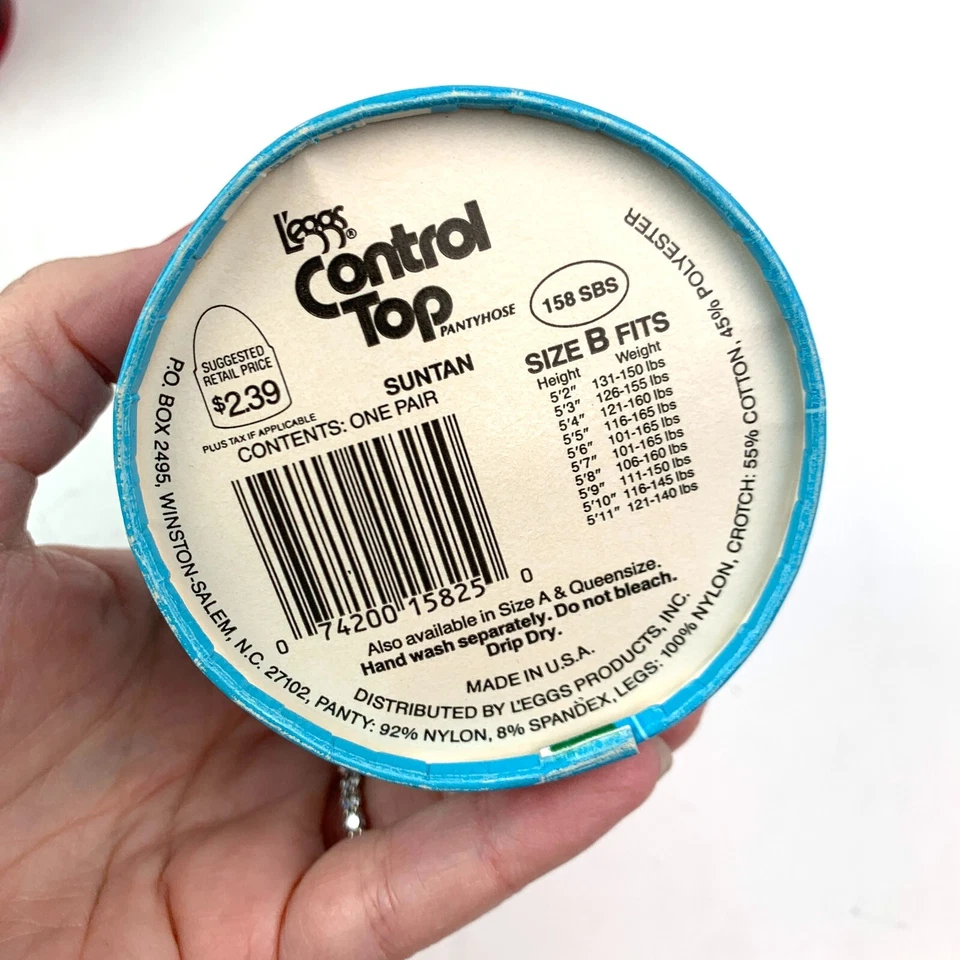 L'eggs®
Control
Top PANTYHOSE
158 SBS
SUGGESTED
RETAIL PRICE
$2.39
PLUS TAX IF APPLICABLE
SUNTAN
CONTENTS: ONE PAIR
0 74200 15825 0
SIZE B FITS
Height Weight
5'2" 131-150 lbs
5'3" 126-155 lbs
5'4" 121-160 lbs
5'5" 116-165 lbs
5'6" 101-165 lbs
5'7" 101-165 lbs
5'8" 106-160 lbs
5'9" 111-150 lbs
5'10" 116-145 lbs
5'11" 121-140 lbs
Also available in Size A & Queensize.
Hand wash separately. Do not bleach.
Drip Dry.
MADE IN U.S.A.
DISTRIBUTED BY L'EGGS PRODUCTS, INC.
P.O. BOX 2495, WINSTON-SALEM, N.C. 27102, PANTY: 92% NYLON, 8% SPANDEX, LEGS: 100% NYLON, CROTCH: 55% COTTON, 45% POLYESTER